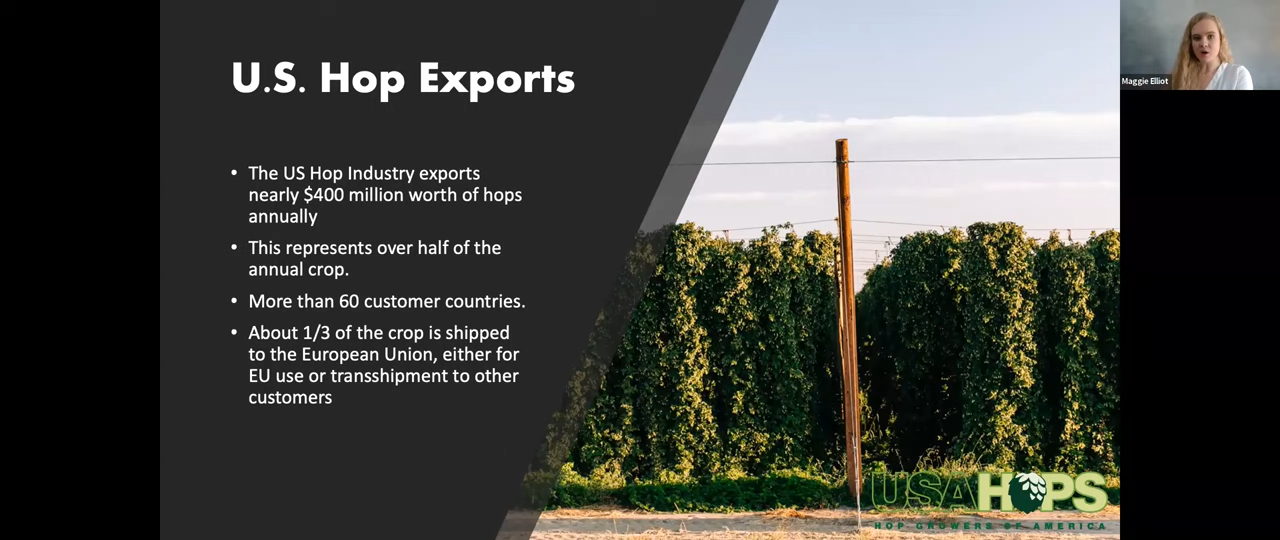 U.S. Hop Exports
• The US Hop Industry exports
nearly $400 million worth of hops
annually
• This represents over half of the
annual crop.
• More than 60 customer countries.
• About 1/3 of the crop is shipped
to the European Union, either for
EU use or transshipment to other
customers
Maggie Elliot
USAHOPS
HOP GROWERS OF AMERICA